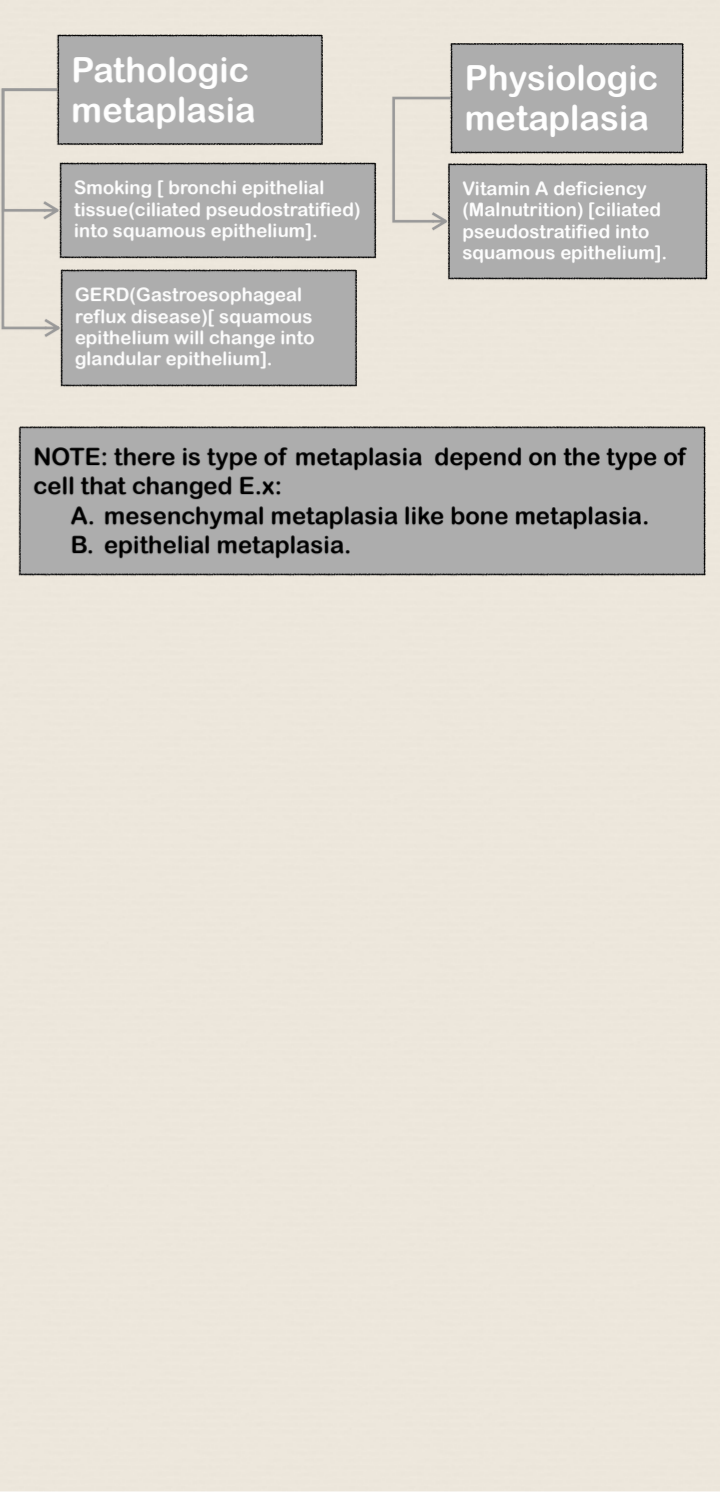 Pathologic
metaplasia
Smoking [ bronchi epithelial
tissue(ciliated pseudostratified)
into squamous epithelium].
GERD(Gastroesophageal
reflux disease)[ squamous
epithelium will change into
glandular epithelium].
Physiologic
metaplasia
Vitamin A deficiency
(Malnutrition) [ciliated
pseudostratified into
squamous epithelium].
NOTE: there is type of metaplasia depend on the type of
cell that changed E.x:
A. mesenchymal metaplasia like bone metaplasia.
B. epithelial metaplasia.